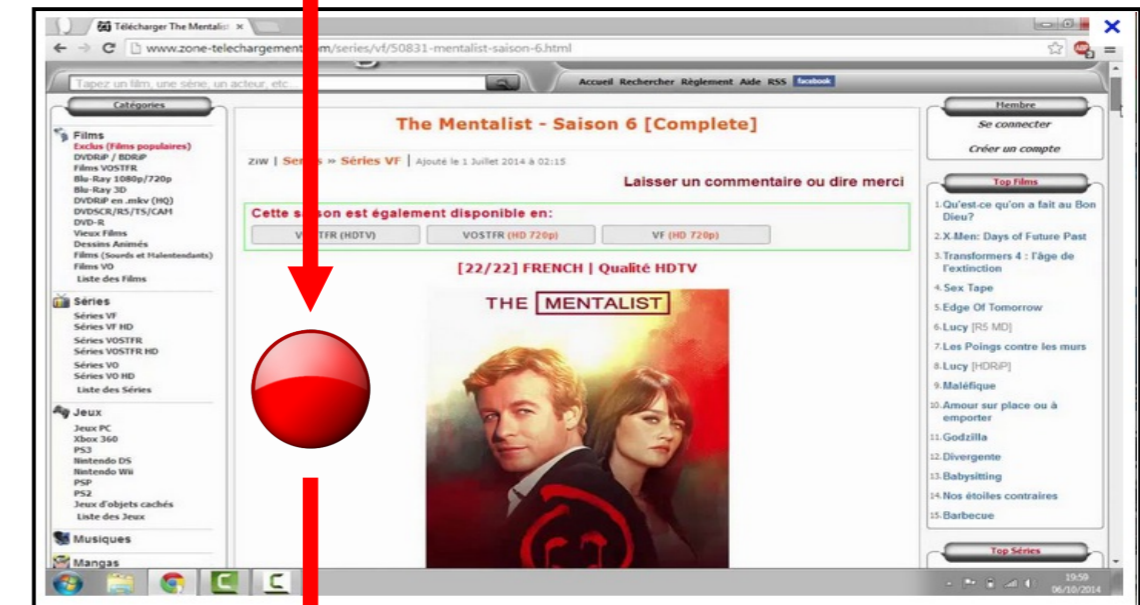 Télécharger The Mentalist
www.zone-telechargement.com/series/vf/50831-mentalist-saison-6.html
Tapez un film, une série, un acteur, etc
Accueil Rechercher Règlement Aide RSS facebook
Catégories
Films
Exclus (Films populaires)
DVDRiP / BDRiP
Films VOSTFR
Blu-Ray 1080p/720p
Blu-Ray 3D
DVDRiP en .mkv (HQ)
DVDSCR/R5/TS/CAM
DVD-R
Vieux Films
Dessins Animés
Films (Sourds et Malentendants)
Films VO
Liste des Films
Séries
Séries VF
Séries VF HD
Séries VOSTFR
Séries VOSTFR HD
Séries VO
Séries VO HD
Liste des Séries
Jeux
Jeux PC
Xbox 360
PS3
Nintendo DS
Nintendo Wii
PSP
PS2
Jeux d'objets cachés
Liste des Jeux
Musiques
Mangas
The Mentalist - Saison 6 [Complete]
ziw | Séries » Séries VF | Ajouté le 1 Juillet 2014 à 02:15
Laisser un commentaire ou dire merci
Cette saison est également disponible en:
VOSTFR (HDTV) VOSTFR (HD 720p) VF (HD 720p)
[22/22] FRENCH | Qualité HDTV
THE MENTALIST
Membre
Se connecter
Créer un compte
Top Films
1.Qu'est-ce qu'on a fait au Bon
Dieu?
2.X-Men: Days of Future Past
3.Transformers 4 : l'âge de
l'extinction
4.Sex Tape
5.Edge Of Tomorrow
6.Lucy [R5 MD]
7.Les Poings contre les murs
8.Lucy [HDRiP]
9.Maléfique
10.Amour sur place ou à
emporter
11.Godzilla
12.Divergente
13.Babysitting
14.Nos étoiles contraires
15.Barbecue
Top Séries
19:59
06/10/2014